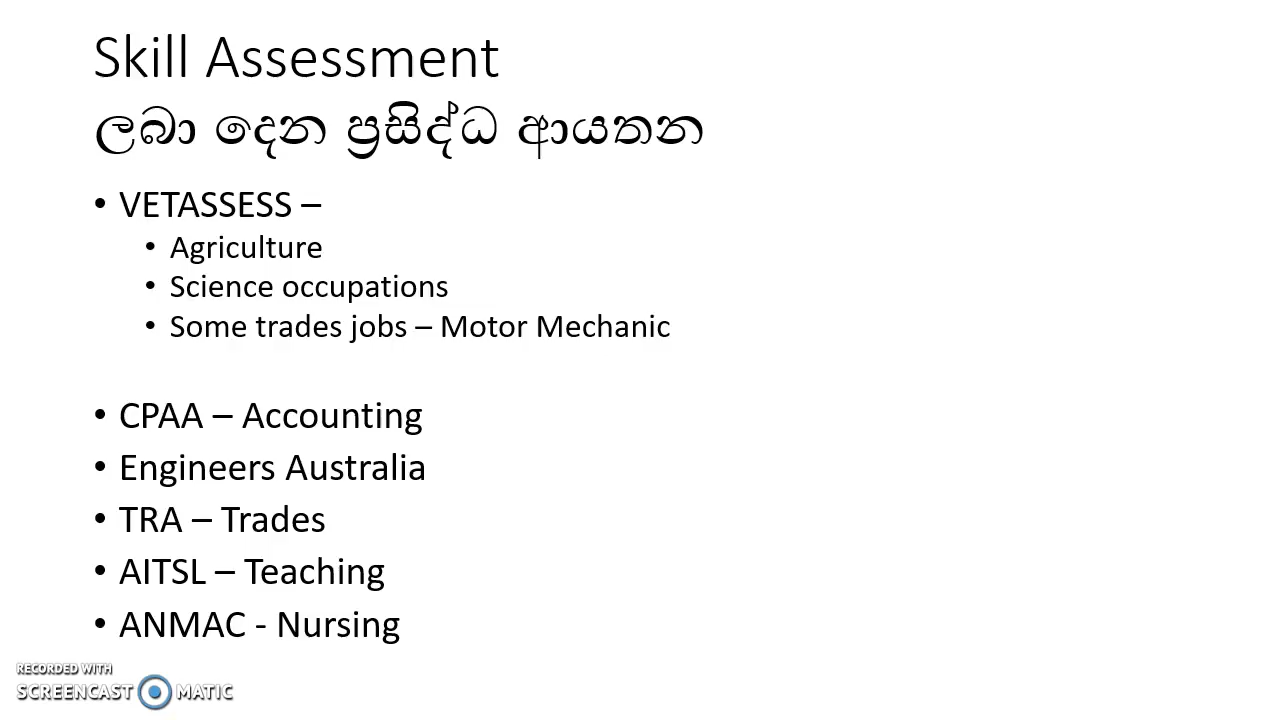 Skill Assessment
ලබා දෙන ප්‍රසිද්ධ ආයතන
• VETASSESS –
• Agriculture
• Science occupations
• Some trades jobs – Motor Mechanic
• CPAA – Accounting
• Engineers Australia
• TRA – Trades
• AITSL – Teaching
• ANMAC - Nursing
RECORDED WITH
SCREENCAST MATIC